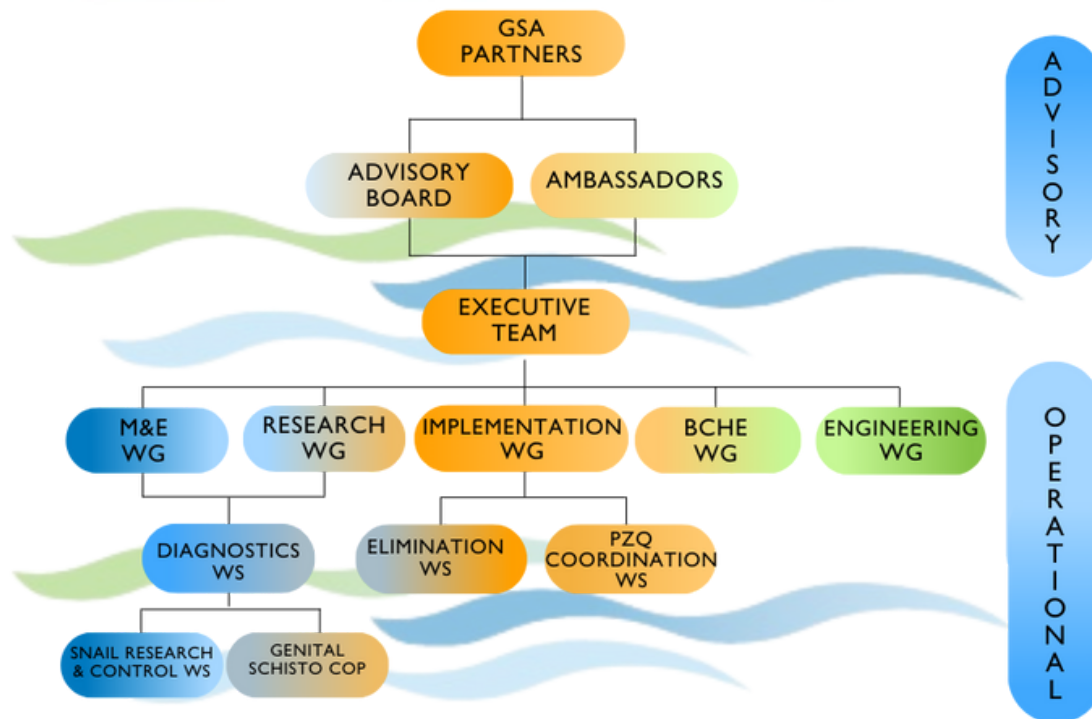 GSA
PARTNERS
ADVISORY
BOARD
AMBASSADORS
EXECUTIVE
TEAM
M&E
WG
RESEARCH
WG
IMPLEMENTATION
WG
BCHE
WG
ENGINEERING
WG
DIAGNOSTICS
WS
ELIMINATION
WS
PZQ
COORDINATION
WS
SNAIL RESEARCH
& CONTROL WS
GENITAL
SCHISTO COP
ADVISORY
OPERATIONAL